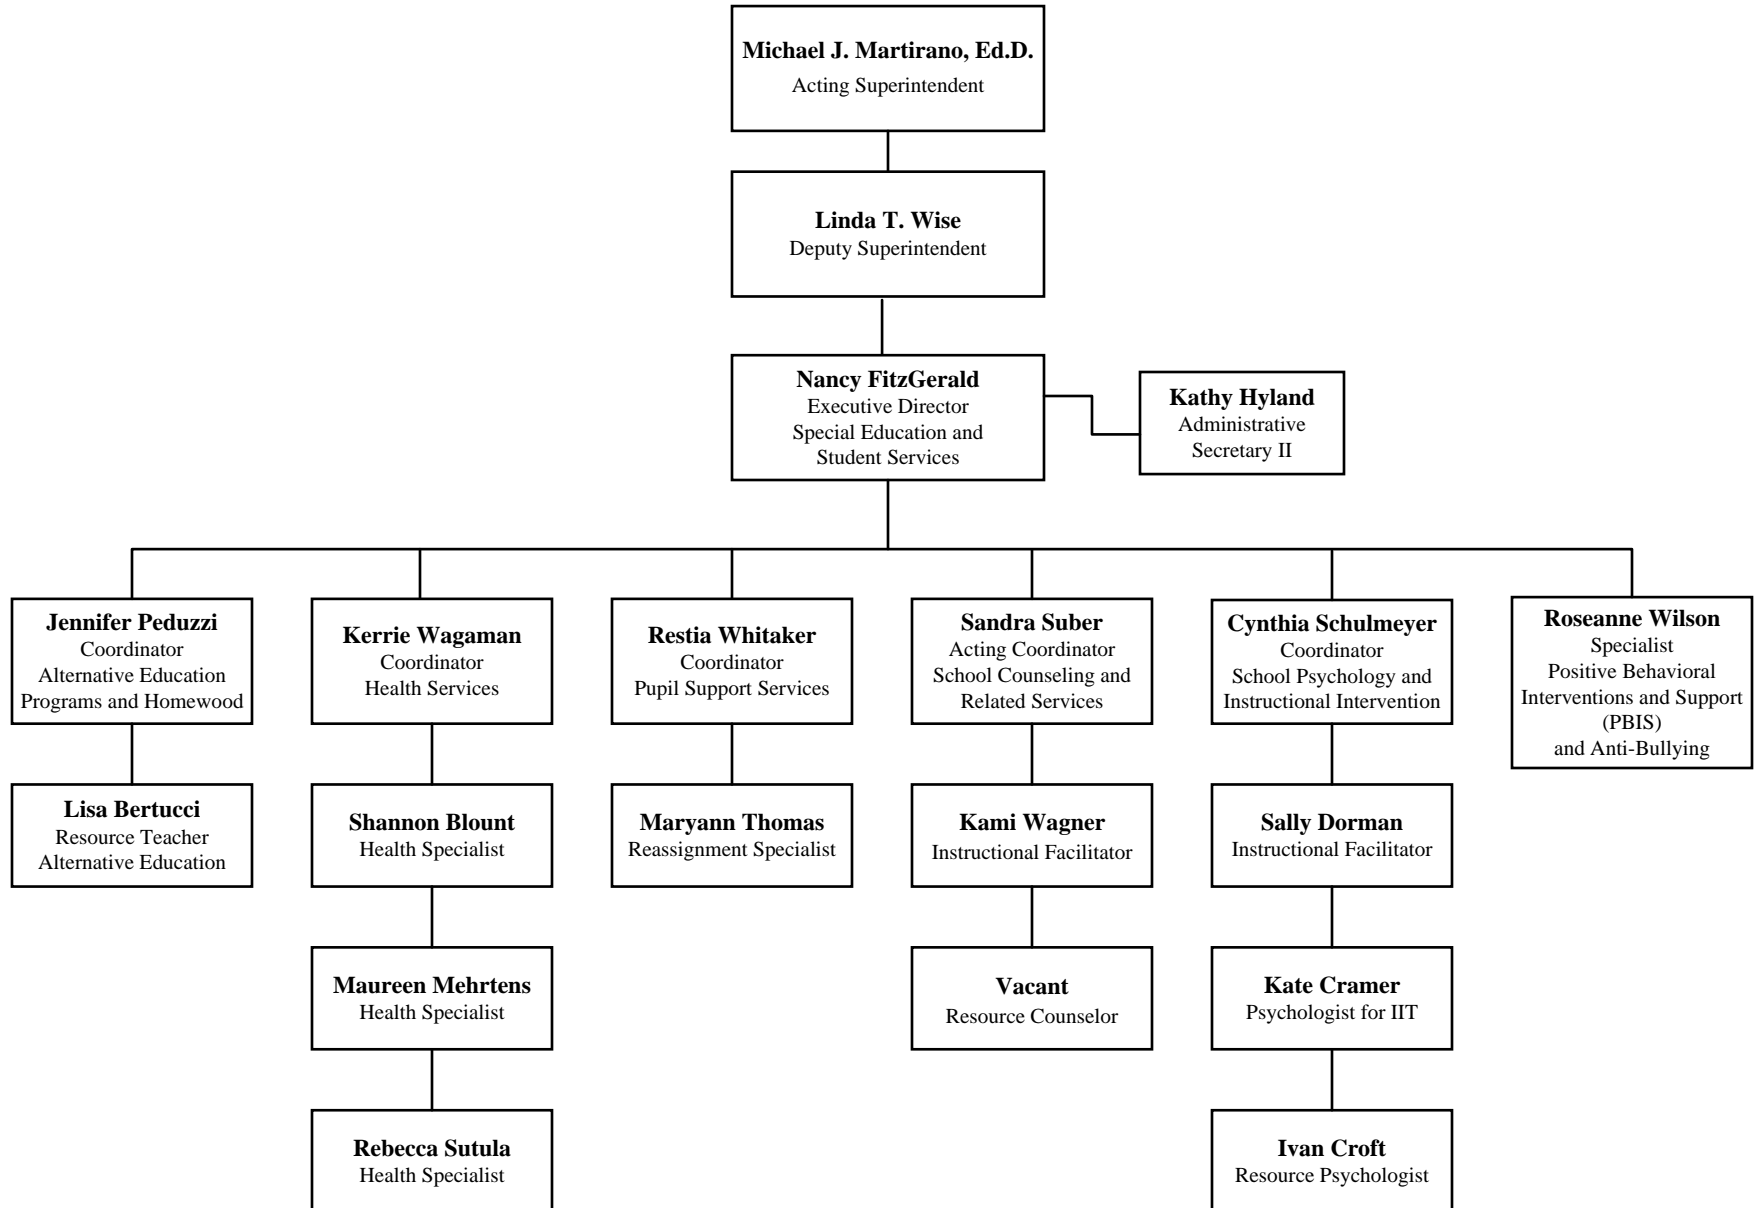 Michael J. Martirano, Ed.D.
Acting Superintendent
Linda T. Wise
Deputy Superintendent
Nancy FitzGerald
Executive Director
Special Education and
Student Services
Kathy Hyland
Administrative
Secretary II
Jennifer Peduzzi
Coordinator
Alternative Education
Programs and Homewood
Kerrie Wagaman
Coordinator
Health Services
Restia Whitaker
Coordinator
Pupil Support Services
Sandra Suber
Acting Coordinator
School Counseling and
Related Services
Cynthia Schulmeyer
Coordinator
School Psychology and
Instructional Intervention
Roseanne Wilson
Specialist
Positive Behavioral
Interventions and Support
(PBIS)
and Anti-Bullying
Lisa Bertucci
Resource Teacher
Alternative Education
Shannon Blount
Health Specialist
Maryann Thomas
Reassignment Specialist
Kami Wagner
Instructional Facilitator
Sally Dorman
Instructional Facilitator
Maureen Mehrtens
Health Specialist
Vacant
Resource Counselor
Kate Cramer
Psychologist for IIT
Rebecca Sutula
Health Specialist
Ivan Croft
Resource Psychologist